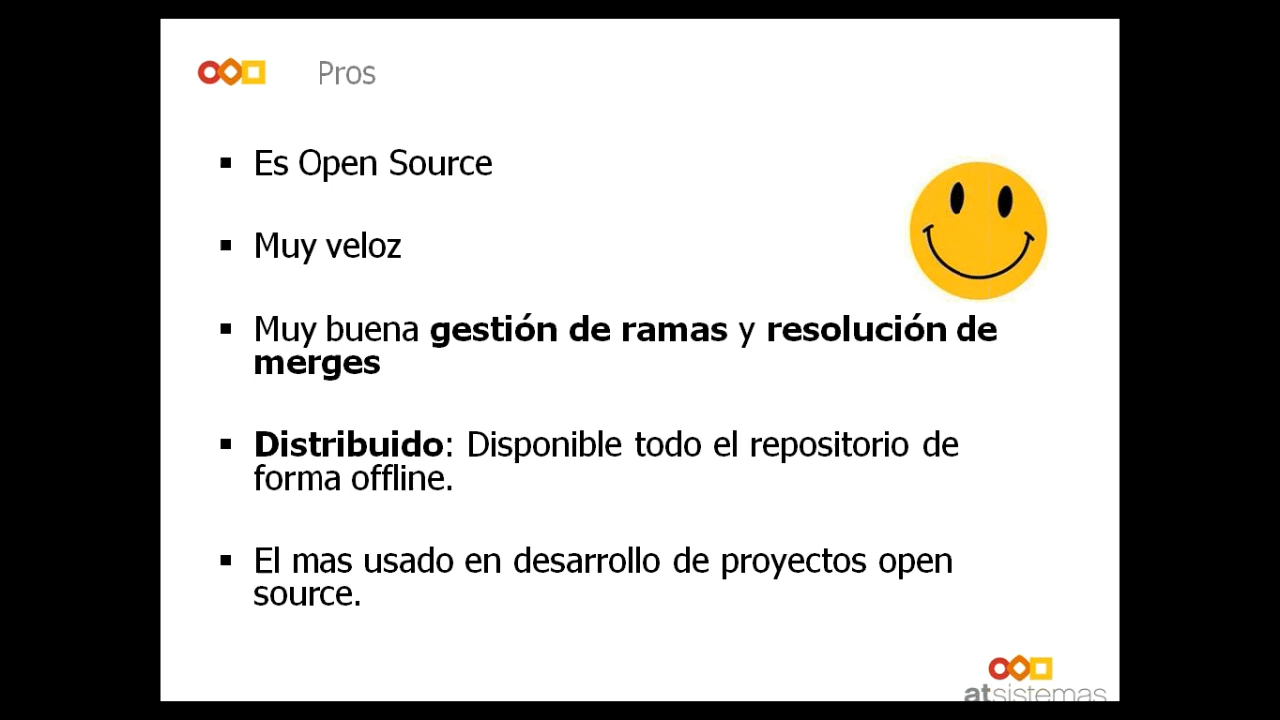 Pros
Es Open Source
Muy veloz
Muy buena gestión de ramas y resolución de
merges
Distribuido: Disponible todo el repositorio de
forma offline.
El mas usado en desarrollo de proyectos open
source.
atsistemas